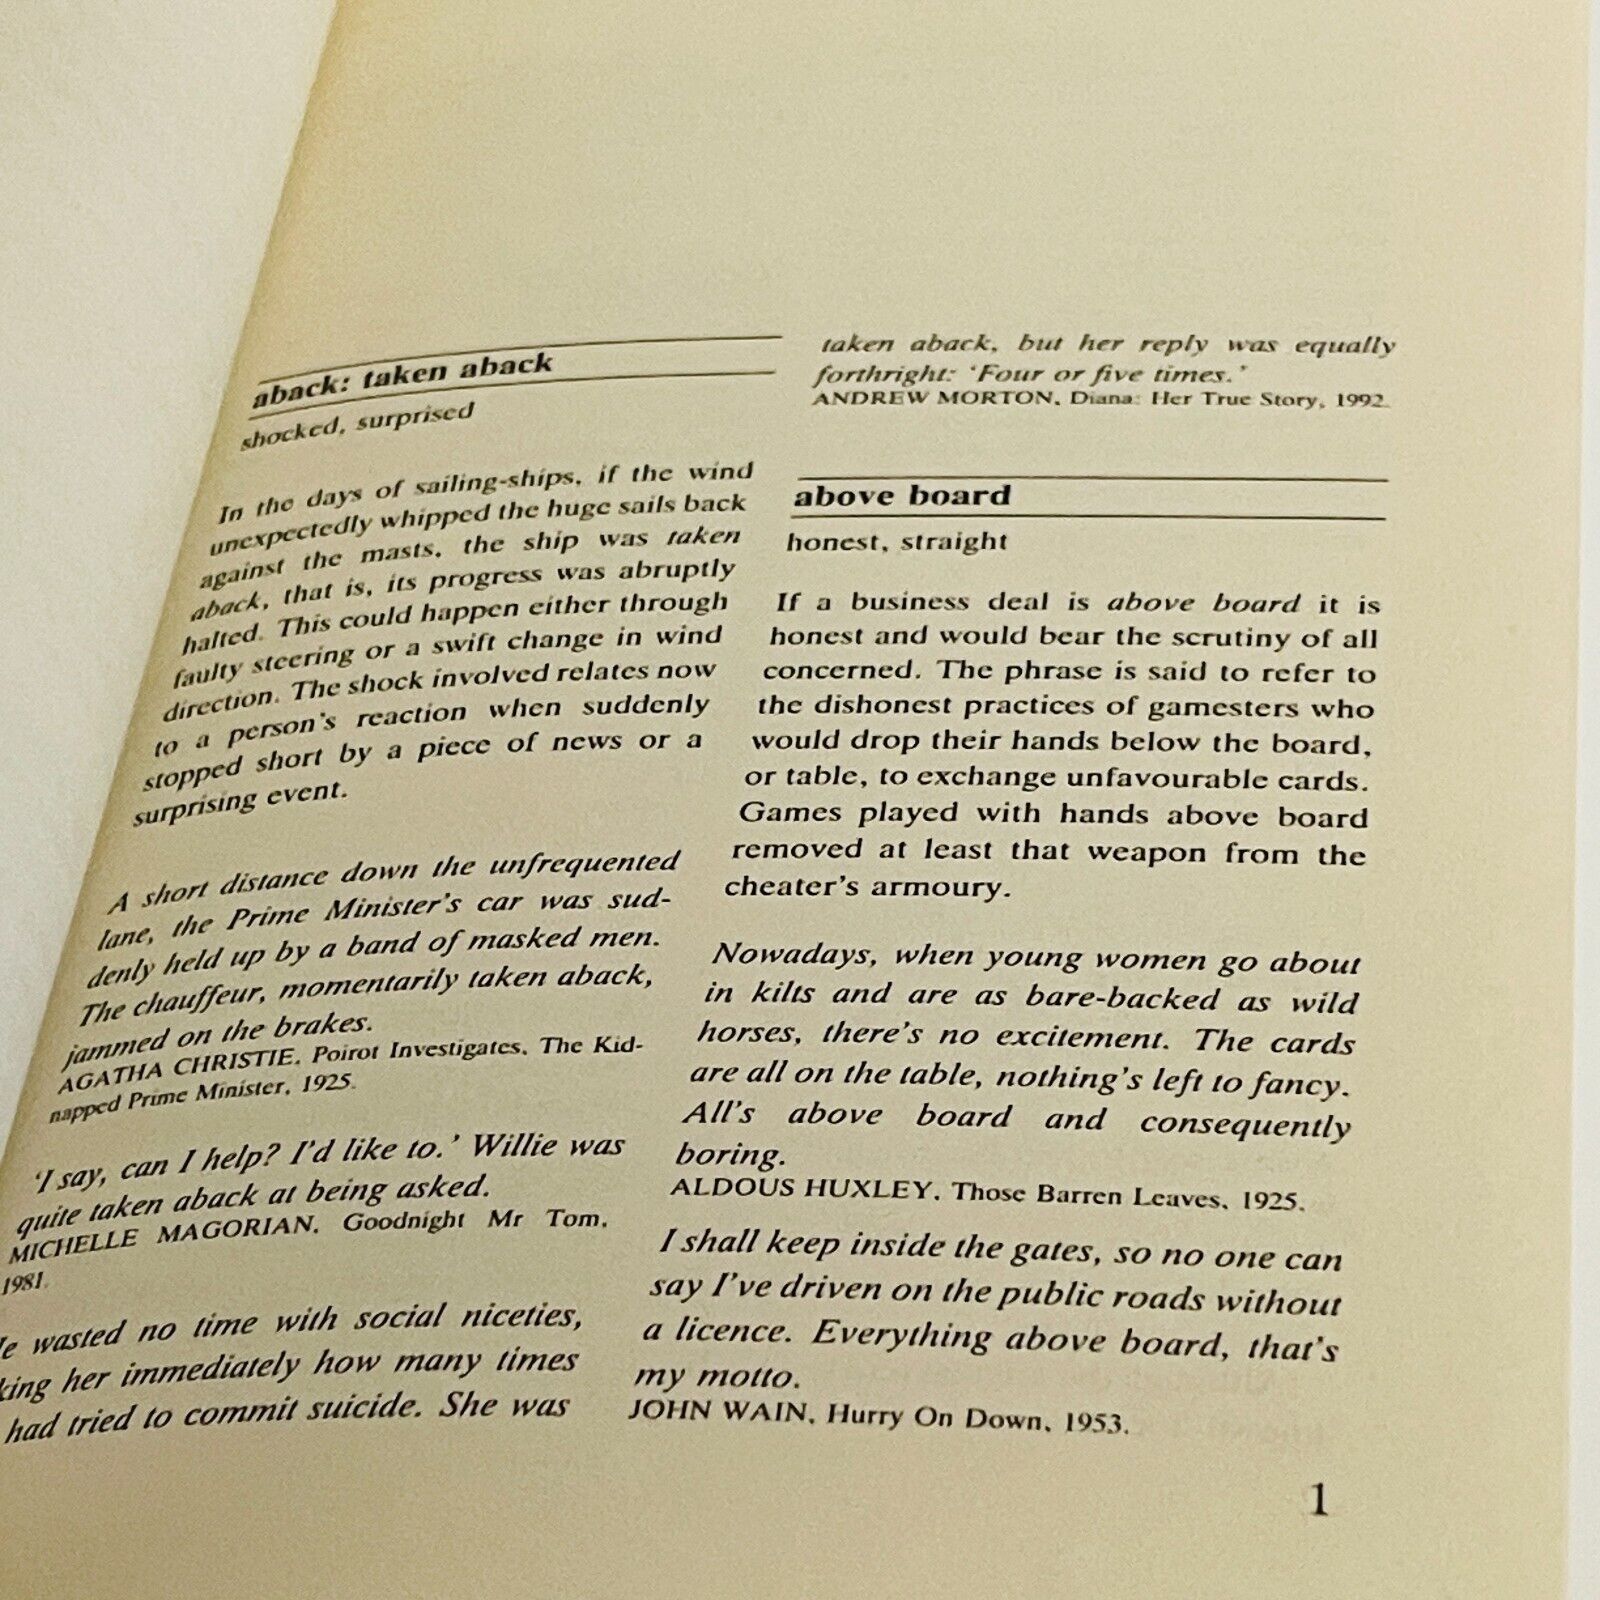 aback: taken aback
shocked, surprised
In the days of sailing-ships, if the wind
unexpectedly whipped the huge sails back
against the masts, the ship was taken
aback, that is, its progress was abruptly
halted. This could happen either through
faulty steering or a swift change in wind
direction. The shock involved relates now
to a person's reaction when suddenly
stopped short by a piece of news or a
surprising event.
A short distance down the unfrequented
lane, the Prime Minister's car was sud-
denly held up by a band of masked men.
The chauffeur, momentarily taken aback,
jammed on the brakes.
AGATHA CHRISTIE, Poirot Investigates, The Kid-
napped Prime Minister, 1925.
'I say, can I help? I'd like to.' Willie was
quite taken aback at being asked.
MICHELLE MAGORIAN, Goodnight Mr Tom,
1981.
wasted no time with social niceties,
her immediately how many times
had tried to commit suicide. She was
taken aback, but her reply was equally
forthright: 'Four or five times.'
ANDREW MORTON, Diana: Her True Story, 1992.
above board
honest, straight
If a business deal is above board it is
honest and would bear the scrutiny of all
concerned. The phrase is said to refer to
the dishonest practices of gamesters who
would drop their hands below the board,
or table, to exchange unfavourable cards.
Games played with hands above board
removed at least that weapon from the
cheater's armoury.
Nowadays, when young women go about
in kilts and are as bare-backed as wild
horses, there's no excitement. The cards
are all on the table, nothing's left to fancy.
All's above board and consequently
boring.
ALDOUS HUXLEY, Those Barren Leaves, 1925.
I shall keep inside the gates, so no one can
say I've driven on the public roads without
a licence. Everything above board, that's
my motto.
JOHN WAIN, Hurry On Down, 1953.
1